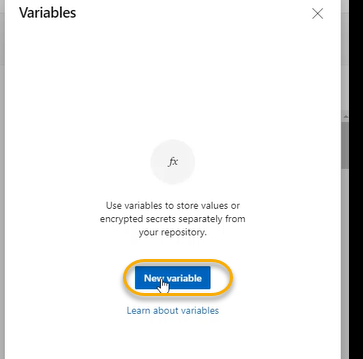 Variables
fx
Use variables to store values or
encrypted secrets separately from
your repository.
New variable
Learn about variables